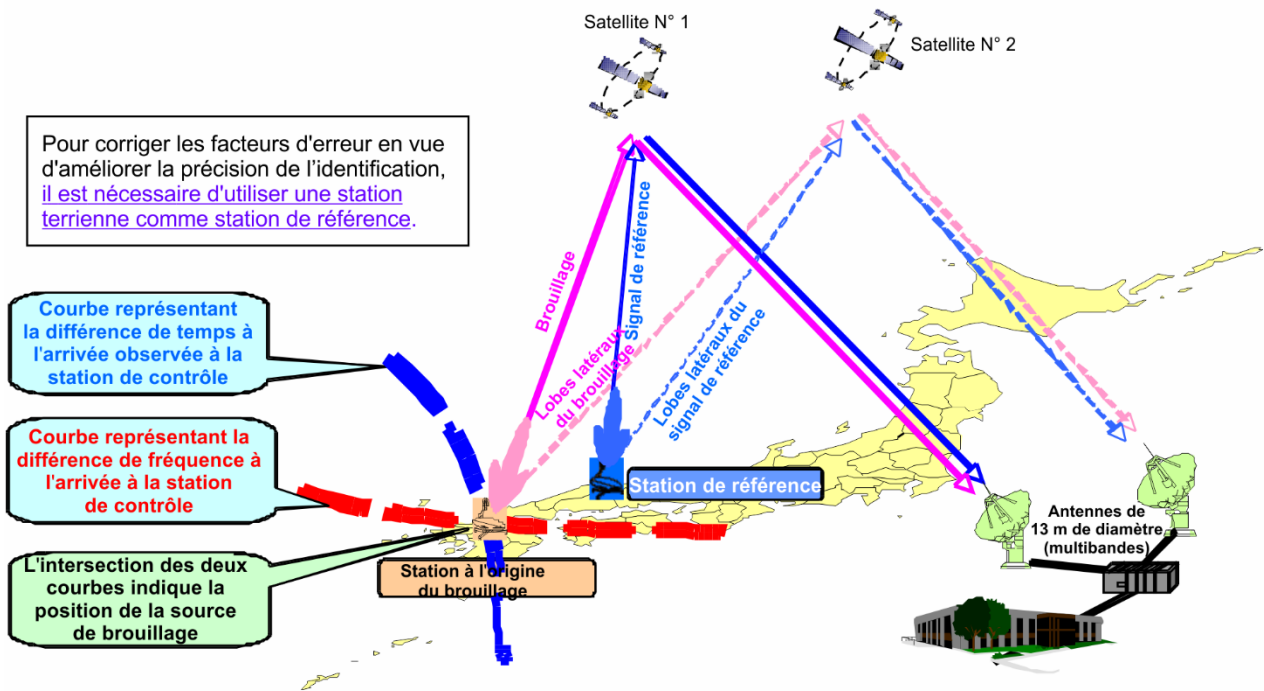 Satellite N° 1
Satellite N° 2
Pour corriger les facteurs d'erreur en vue
d'améliorer la précision de l'identification,
il est nécessaire d'utiliser une station
terrienne comme station de référence.
Brouillage
Signal de référence
Lobes latéraux
du brouillage
Lobes latéraux du
signal de référence
Courbe représentant
la différence de temps à
l'arrivée observée à la
station de contrôle
Courbe représentant la
différence de fréquence à
l'arrivée à la station
de contrôle
L'intersection des deux
courbes indique la
position de la source
de brouillage
Station de référence
Station à l'origine
du brouillage
Antennes de
13 m de diamètre
(multibandes)